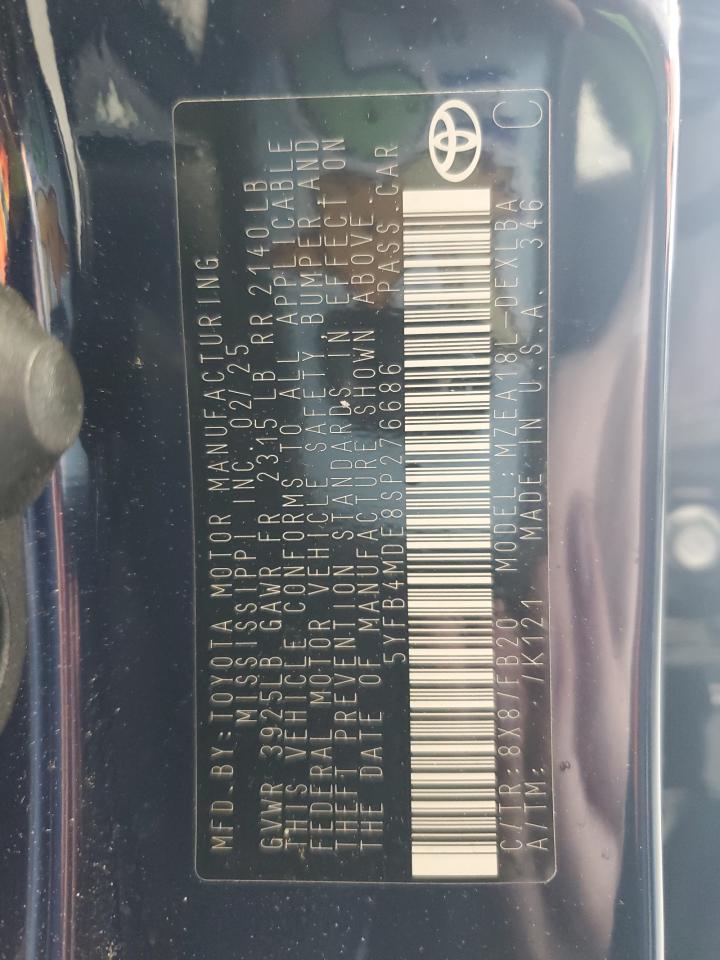 MFD.BY:TOYOTA MOTOR MANUFACTURING
MISSISSIPPI INC.02/25
GVWR 3925LB GAWR FR 2315 LB RR 2140LB
THIS VEHICLE CONFORMS TO ALL APPLICABLE
FEDERAL MOTOR VEHICLE SAFETY BUMPER AND
THEFT PREVENTION STANDARDS IN EFFECT ON
THE DATE OF MANUFACTURE SHOWN ABOVE.
5YFB4MDE8SP276686 PASS.CAR
C/TR:8X8/FB20 MODEL:MZEA18L-DEXLBA
A/TM: -/K121 MADE IN U.S.A. 346 C